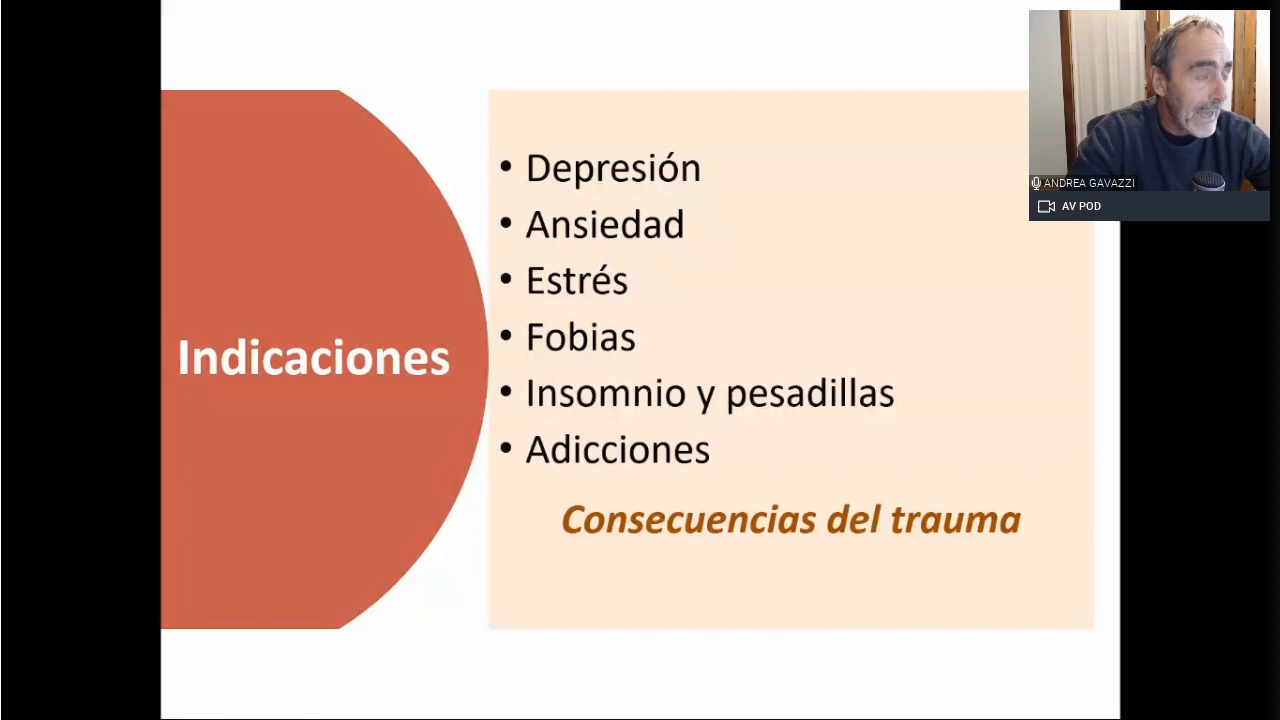 Indicaciones
• Depresión
• Ansiedad
• Estrés
• Fobias
• Insomnio y pesadillas
• Adicciones
Consecuencias del trauma
ANDREA GAVAZZI
AV POD